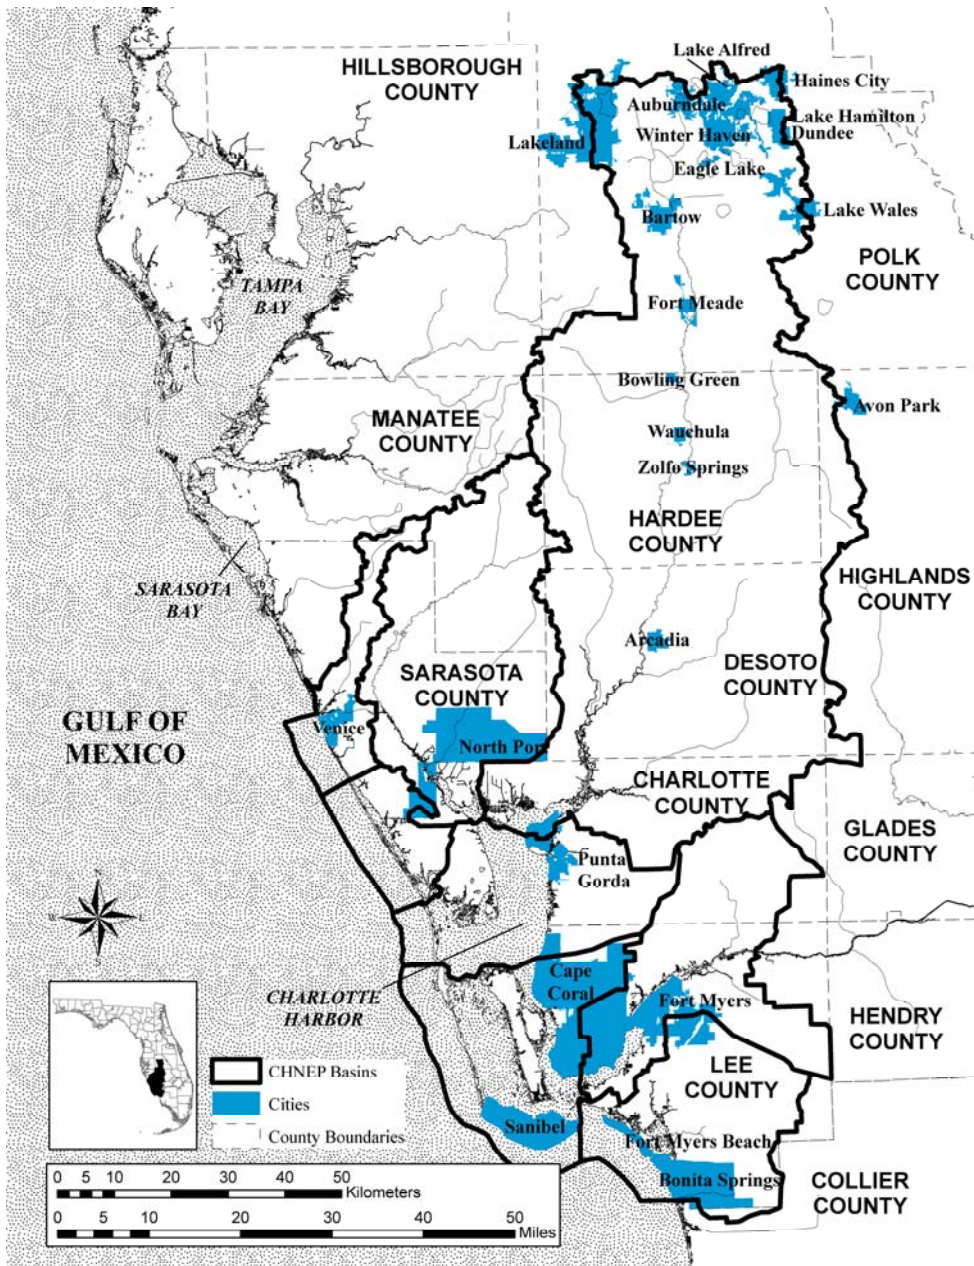 Lake Alfred
HILLSBOROUGH
COUNTY
Haines City
Auburndale
Lake Hamilton
Lakeland
Winter Haven
Dundee
Eagle Lake
Bartow
Lake Wales
POLK
COUNTY
TAMPA
BAY
Fort Meade
Bowling Green
Avon Park
MANATEE
COUNTY
Wauchula
Zolfo Springs
HARDEE
COUNTY
SARASOTA
BAY
HIGHLANDS
COUNTY
Arcadia
SARASOTA
COUNTY
DESOTO
COUNTY
GULF OF
MEXICO
Venice
North Por
CHARLOTTE
COUNTY
GLADES
COUNTY
Punta
Gorda
N
W
E
S
Cape
Coral
CHARLOTTE
HARBOR
Fort Myers
HENDRY
COUNTY
LEE
COUNTY
CHNEP Basins
Cities
County Boundaries
Sanibel
Fort Myers Beach
Bonita Springs
COLLIER
COUNTY
0 5 10 20 30 40 50
Kilometers
0 5 10 20 30 40 50
Miles